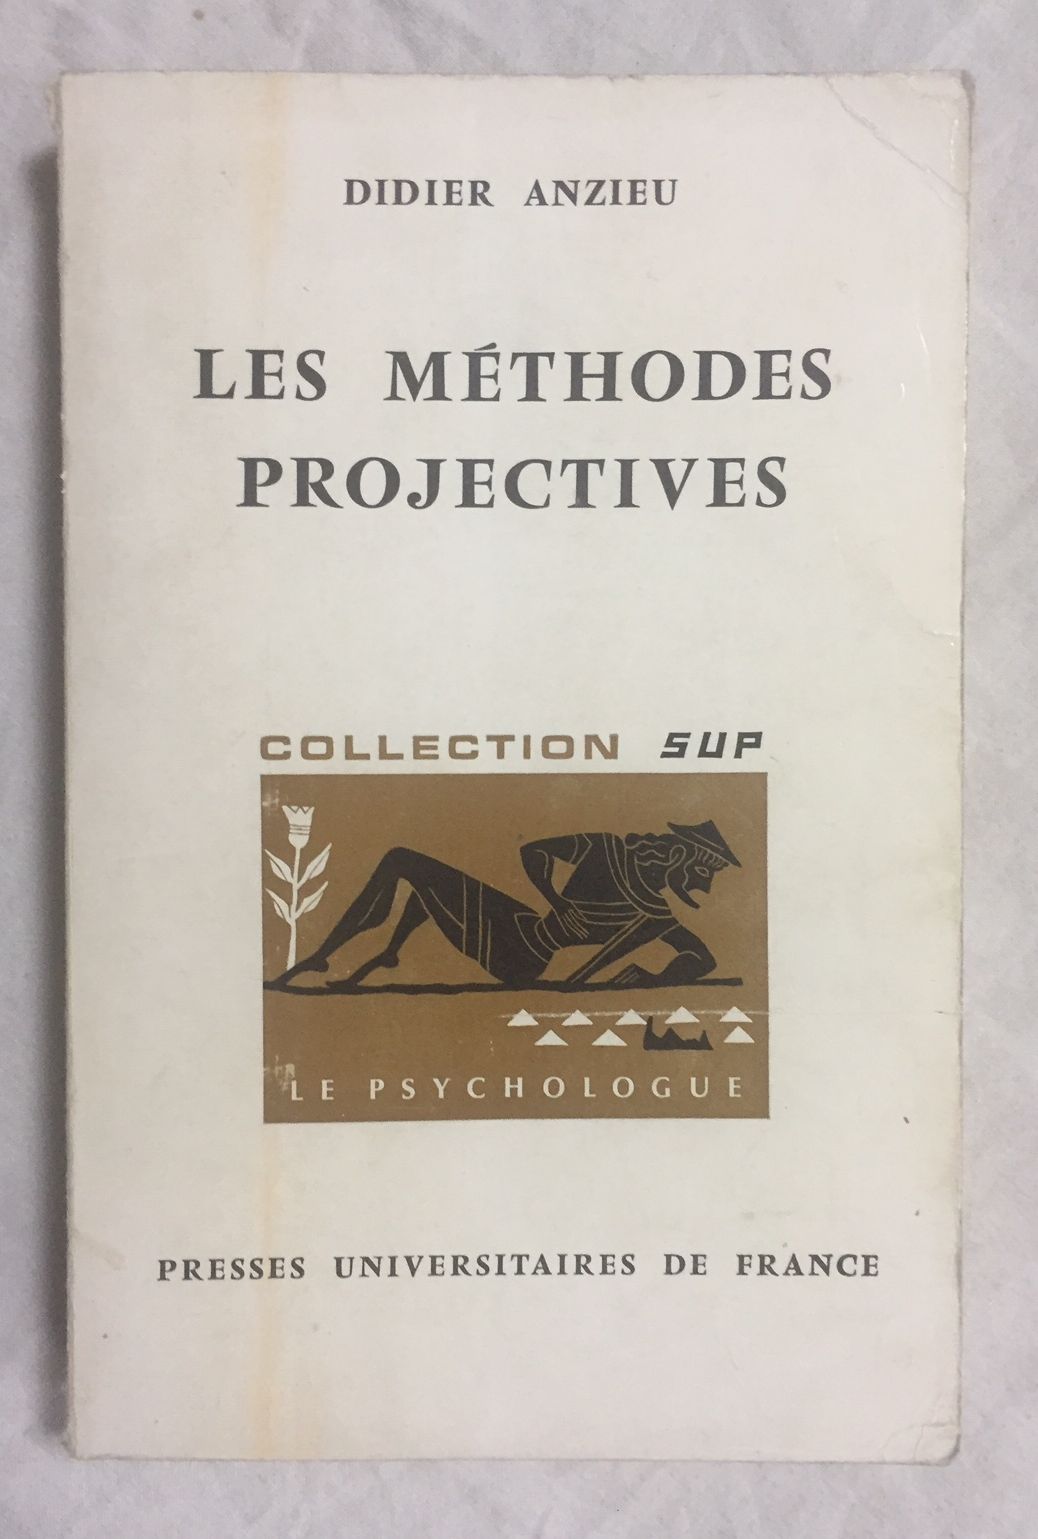 DIDIER ANZIEU
LES MÉTHODES
PROJECTIVES
COLLECTION SUP
LE PSYCHOLOGUE
PRESSES UNIVERSITAIRES DE FRANCE